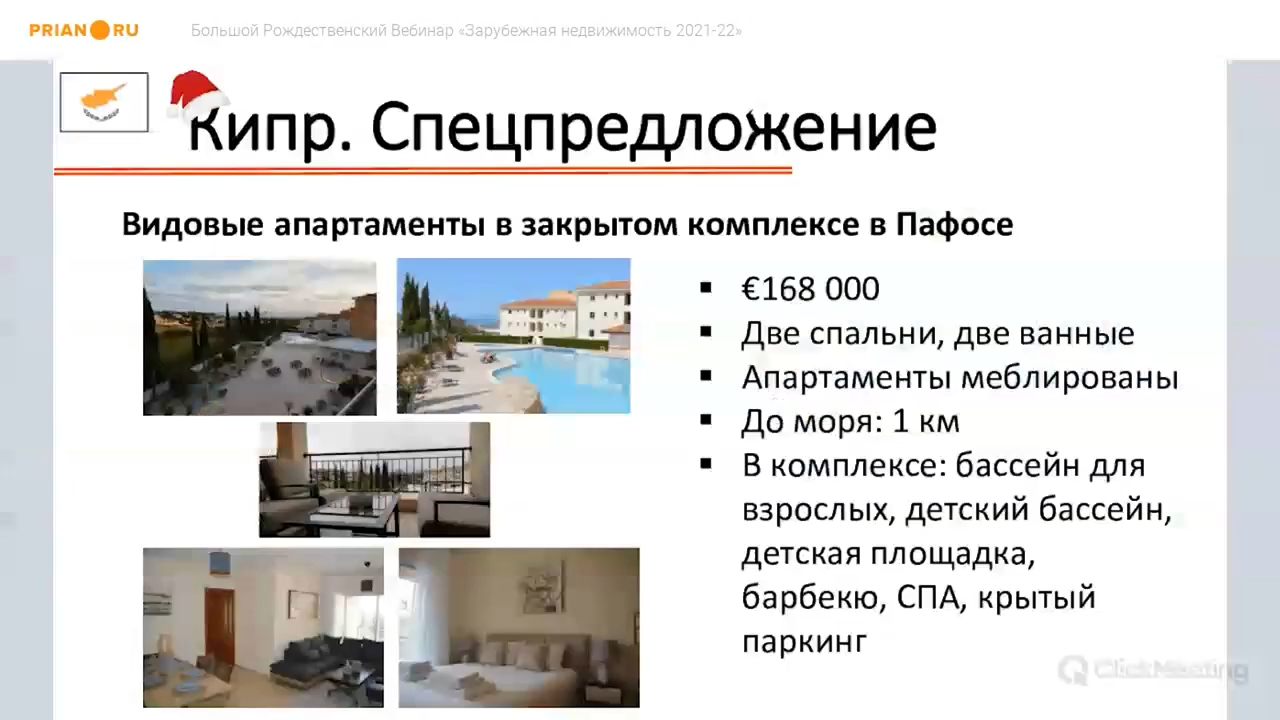 PRIAN.RU
Большой Рождественский Вебинар «Зарубежная недвижимость 2021-22»
Кипр. Спецпредложение
Видовые апартаменты в закрытом комплексе в Пафосе
▪ €168 000
▪ Две спальни, две ванные
▪ Апартаменты меблированы
▪ До моря: 1 км
▪ В комплексе: бассейн для
взрослых, детский бассейн,
детская площадка,
барбекю, СПА, крытый
паркинг
ClickMeeting